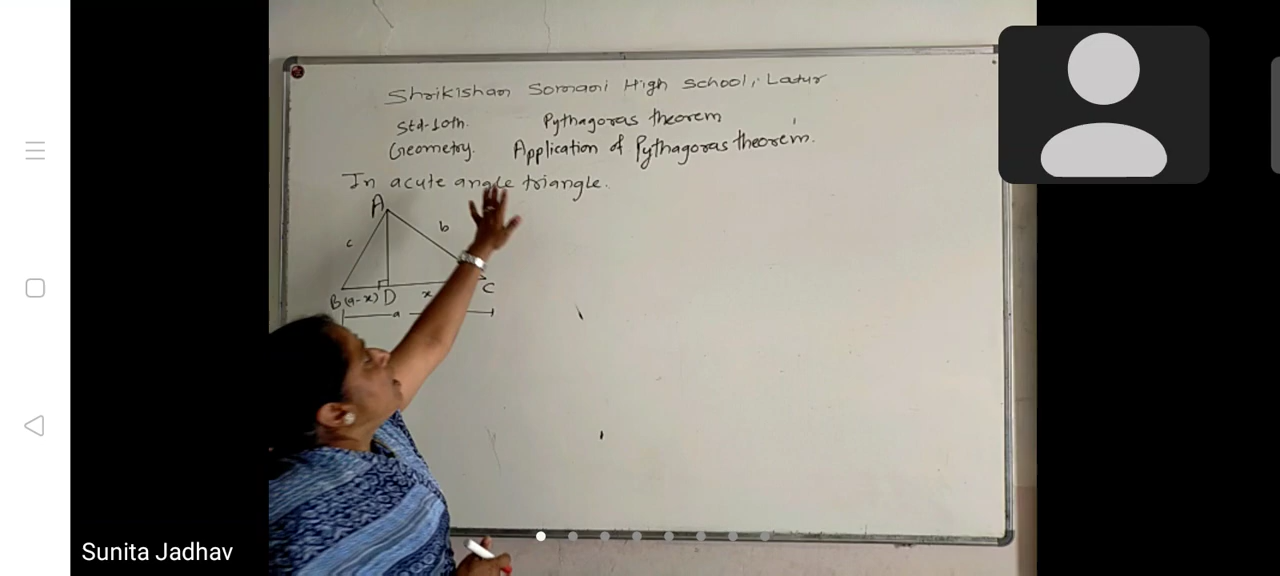 Shrikishan Somani High School, Latur
Std-10th. Pythagoras theorem
Geometry. Application of Pythagoras theorem.
In acute angle triangle.
A
c b
B (a-x) D x C
a
Sunita Jadhav